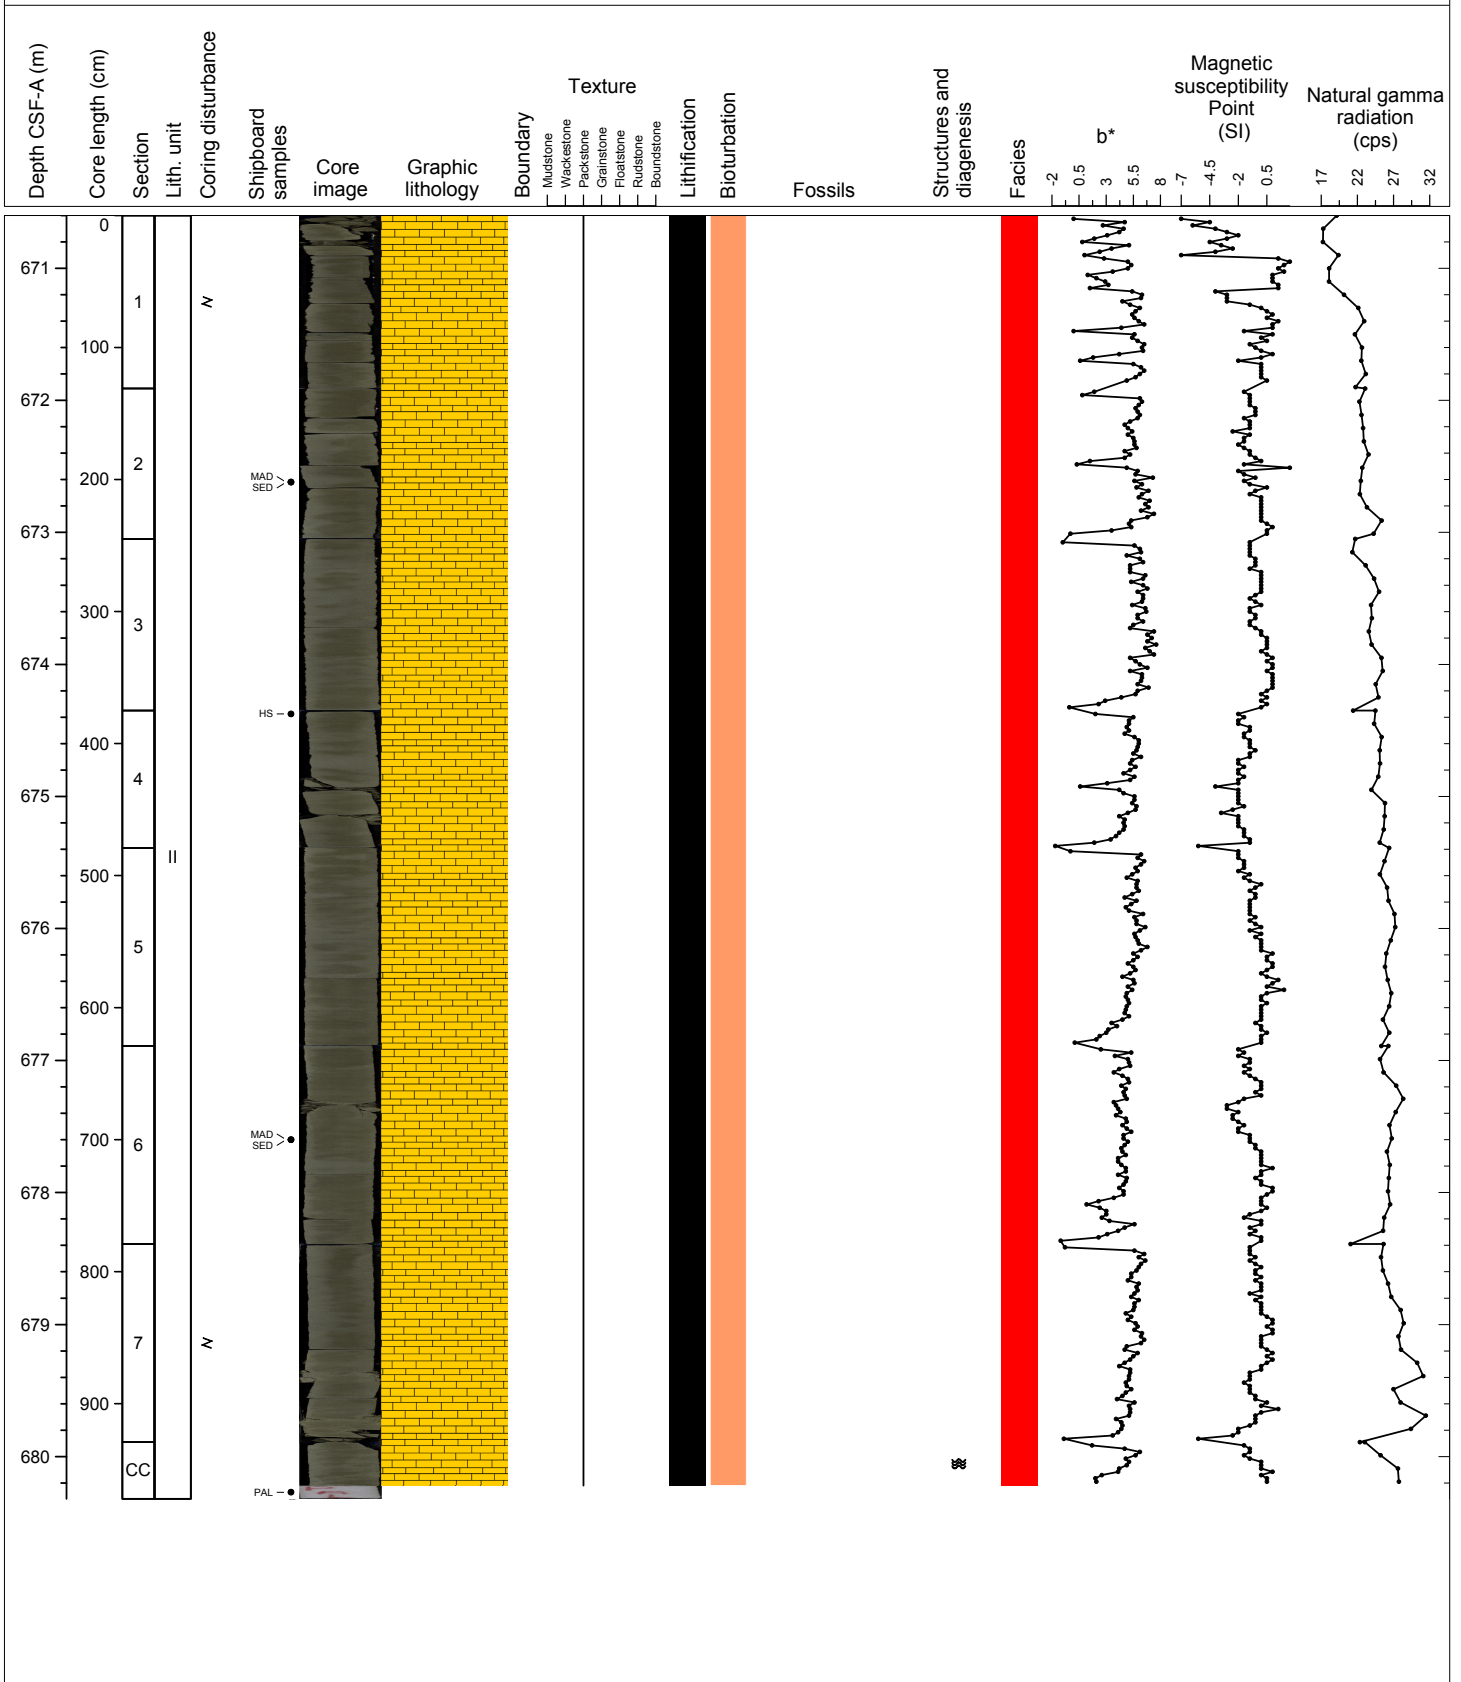 Depth CSF-A (m)
Core length (cm)
Section
Lith. unit
Coring disturbance
Shipboard
samples
Core
image
Graphic
lithology
Boundary
Texture
Mudstone
Wackestone
Packstone
Grainstone
Floatstone
Rudstone
Boundstone
Lithification
Bioturbation
Fossils
Structures and
diagenesis
Facies
b*
-2 0.5 3 5.5 8
Magnetic
susceptibility
Point
(SI)
-7 -4.5 -2 0.5
Natural gamma
radiation
(cps)
17 22 27 32
0
671
1
100
672
2
MAD
SED
200
673
300
3
674
HS
400
4
675
II
500
5
676
600
677
MAD
SED
700
6
678
800
679
7
900
680
CC
PAL